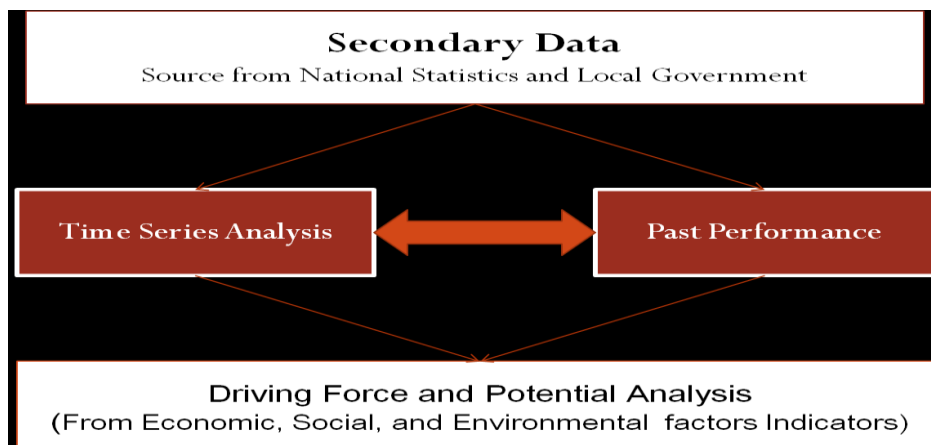 Secondary Data
Source from National Statistics and Local Government
Time Series Analysis
Past Performance
Driving Force and Potential Analysis
(From Economic, Social, and Environmental factors Indicators)